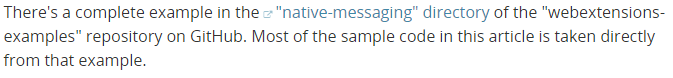 There's a complete example in the "native-messaging" directory of the "webextensions-
examples" repository on GitHub. Most of the sample code in this article is taken directly
from that example.